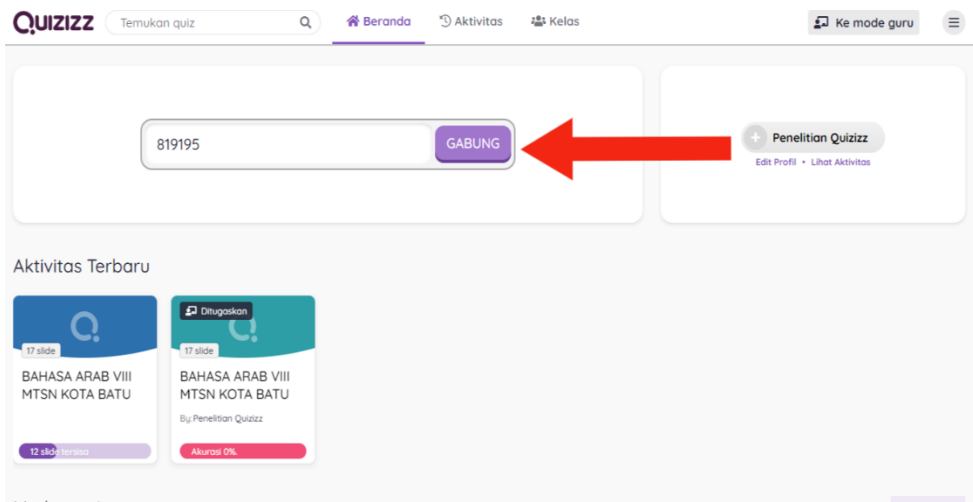 QUIZIZZ
Temukan quiz
Beranda
Aktivitas
Kelas
Ke mode guru
819195
GABUNG
Penelitian Quizizz
Edit Profil • Lihat Aktivitas
Aktivitas Terbaru
17 slide
BAHASA ARAB VIII
MTSN KOTA BATU
12 slide tersisa
Ditugaskan
17 slide
BAHASA ARAB VIII
MTSN KOTA BATU
By: Penelitian Quizizz
Akurasi 0%